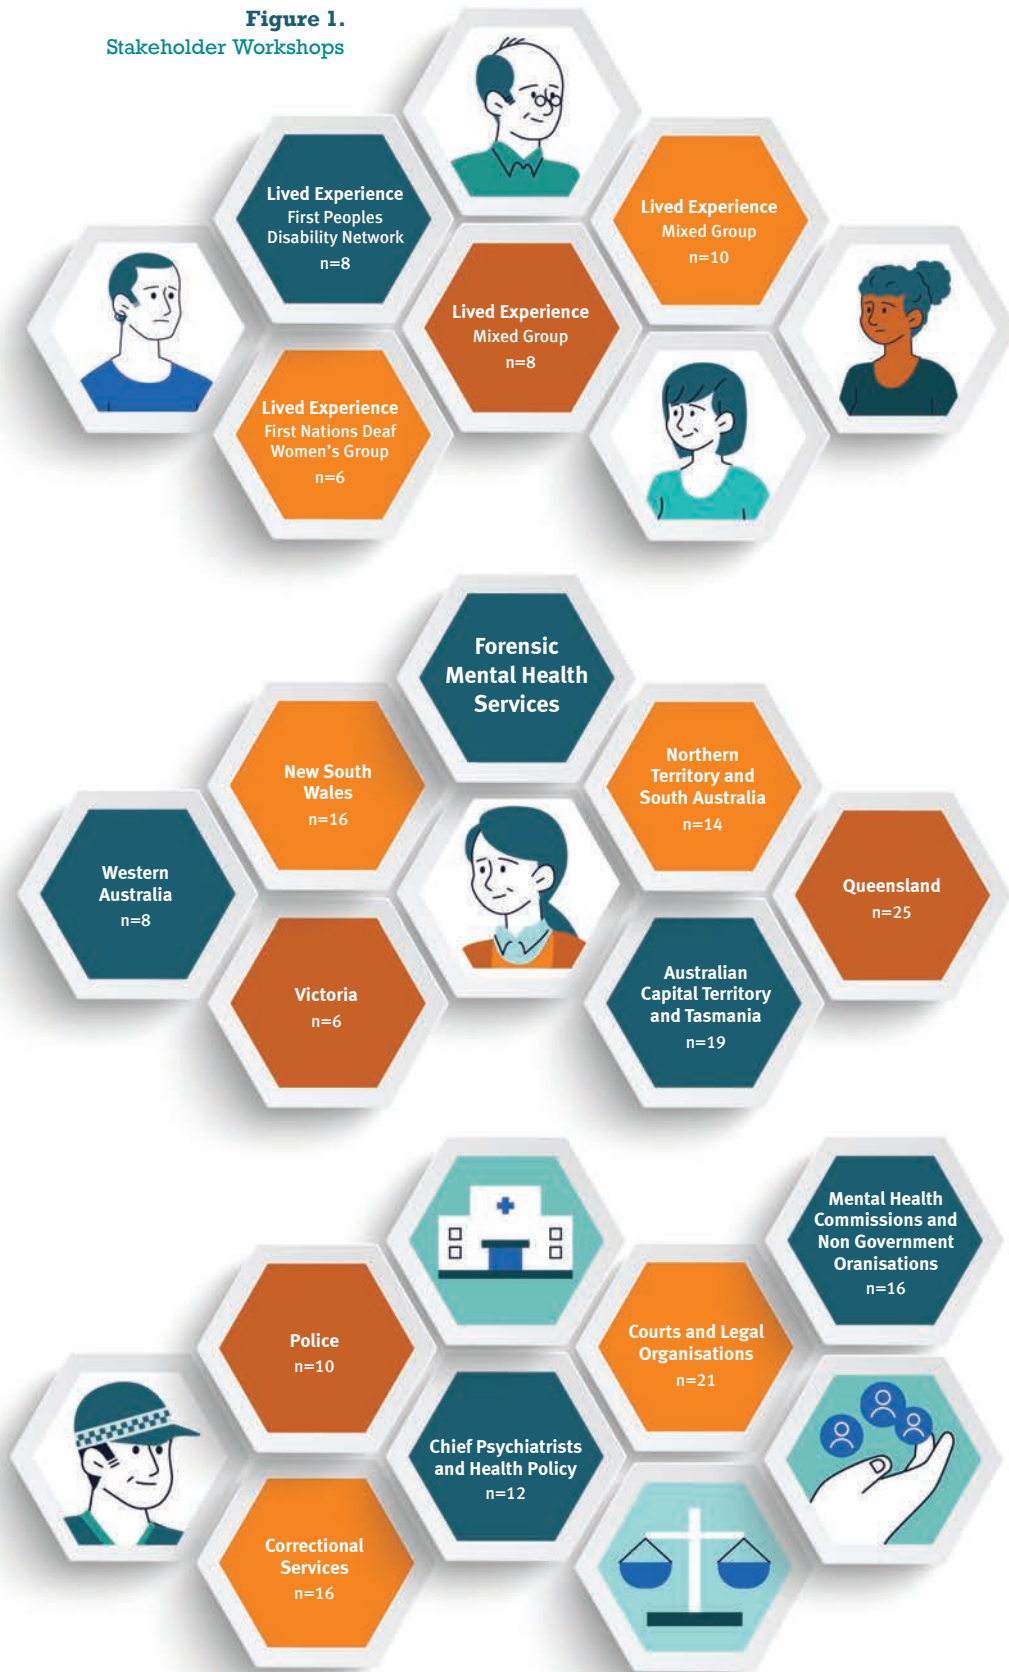 Figure 1.
Stakeholder Workshops
Lived Experience
First Peoples
Disability Network
n=8
Lived Experience
Mixed Group
n=10
Lived Experience
Mixed Group
n=8
Lived Experience
First Nations Deaf
Women's Group
n=6
Forensic
Mental Health
Services
New South
Wales
n=16
Northern
Territory and
South Australia
n=14
Western
Australia
n=8
Queensland
n=25
Victoria
n=6
Australian
Capital Territory
and Tasmania
n=19
Mental Health
Commissions and
Non Government
Oranisations
n=16
Police
n=10
Courts and Legal
Organisations
n=21
Chief Psychiatrists
and Health Policy
n=12
Correctional
Services
n=16